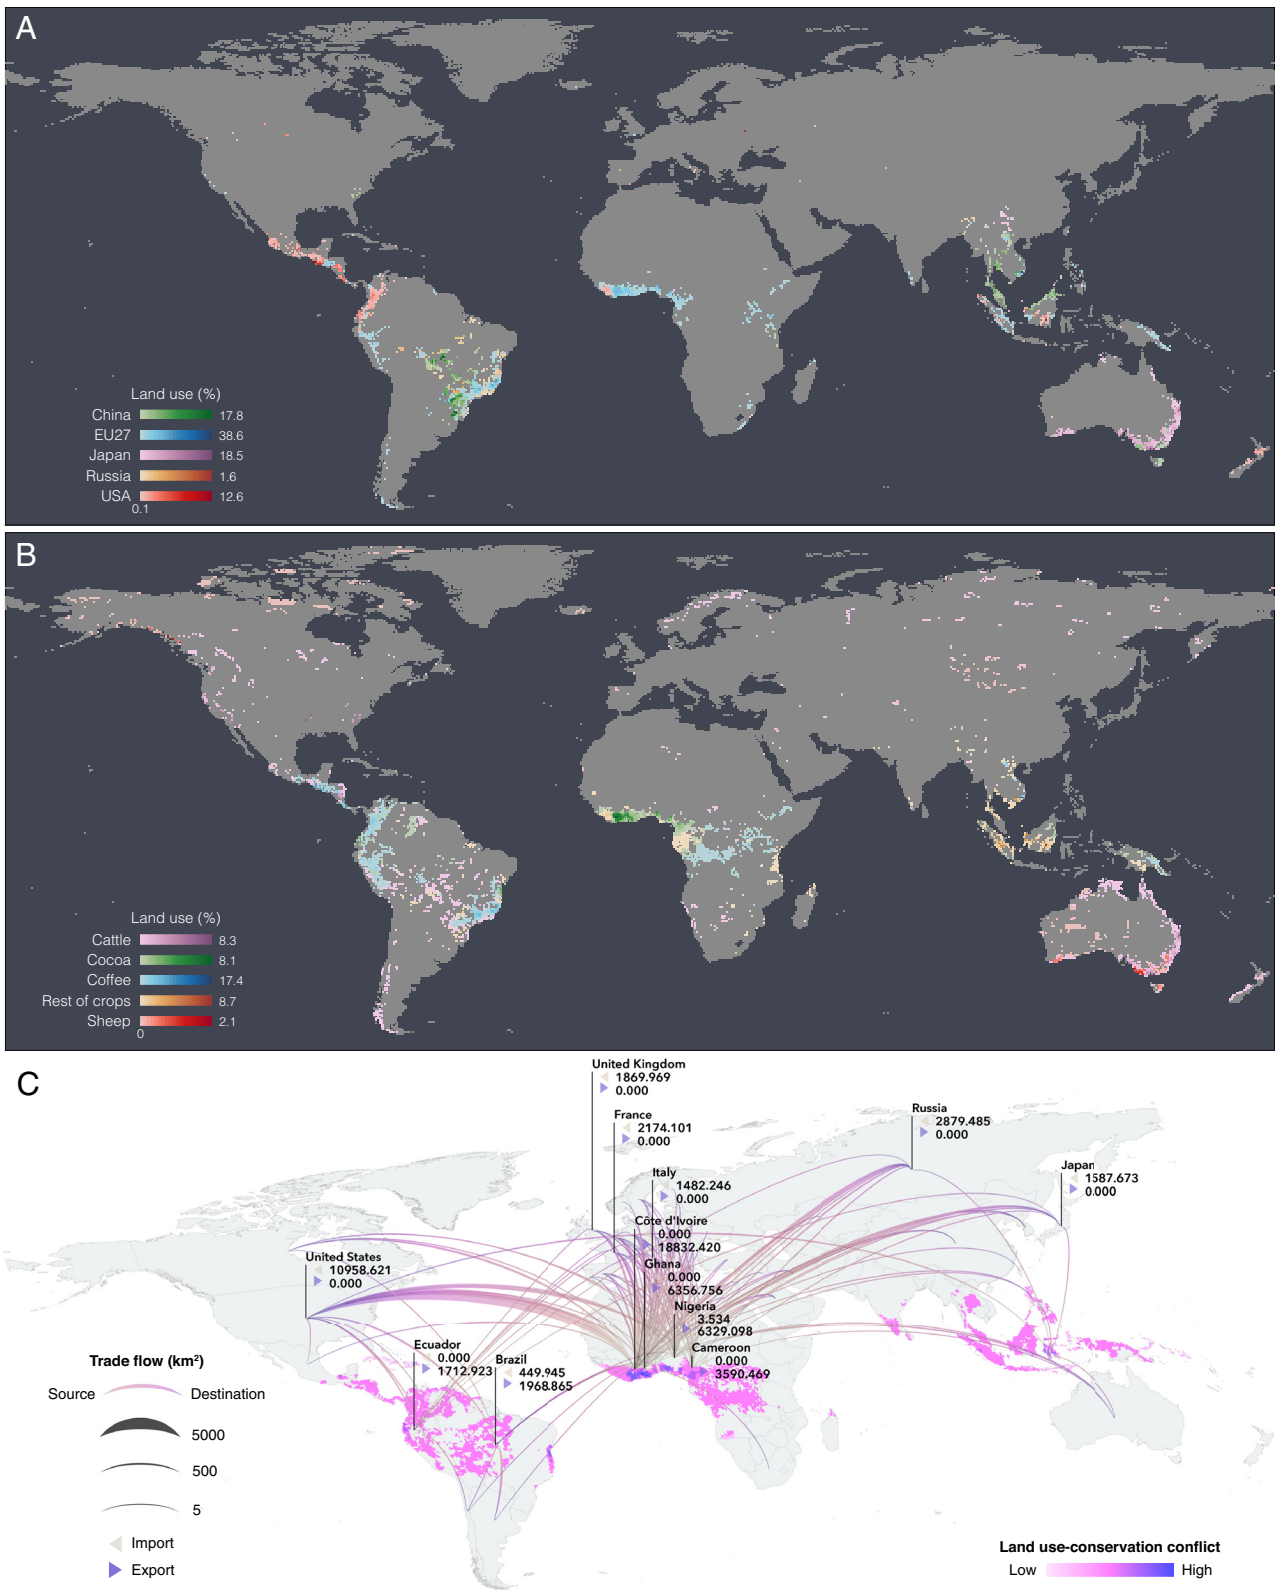 A
Land use (%)
China 17.8
EU27 38.6
Japan 18.5
Russia 1.6
USA 12.6
0.1
B
Land use (%)
Cattle 8.3
Cocoa 8.1
Coffee 17.4
Rest of crops 8.7
Sheep 2.1
0
C
United Kingdom
1869.969
0.000
France
2174.101
0.000
Russia
2879.485
0.000
Italy
1482.246
0.000
Japan
1587.673
0.000
Côte d'Ivoire
0.000
18832.420
United States
10958.621
0.000
Ghana
0.000
6356.756
Nigeria
3.534
6329.098
Ecuador
0.000
1712.923
Brazil
449.945
1968.865
Cameroon
0.000
3590.469
Trade flow (km²)
Source Destination
5000
500
5
Import
Export
Land use-conservation conflict
Low High